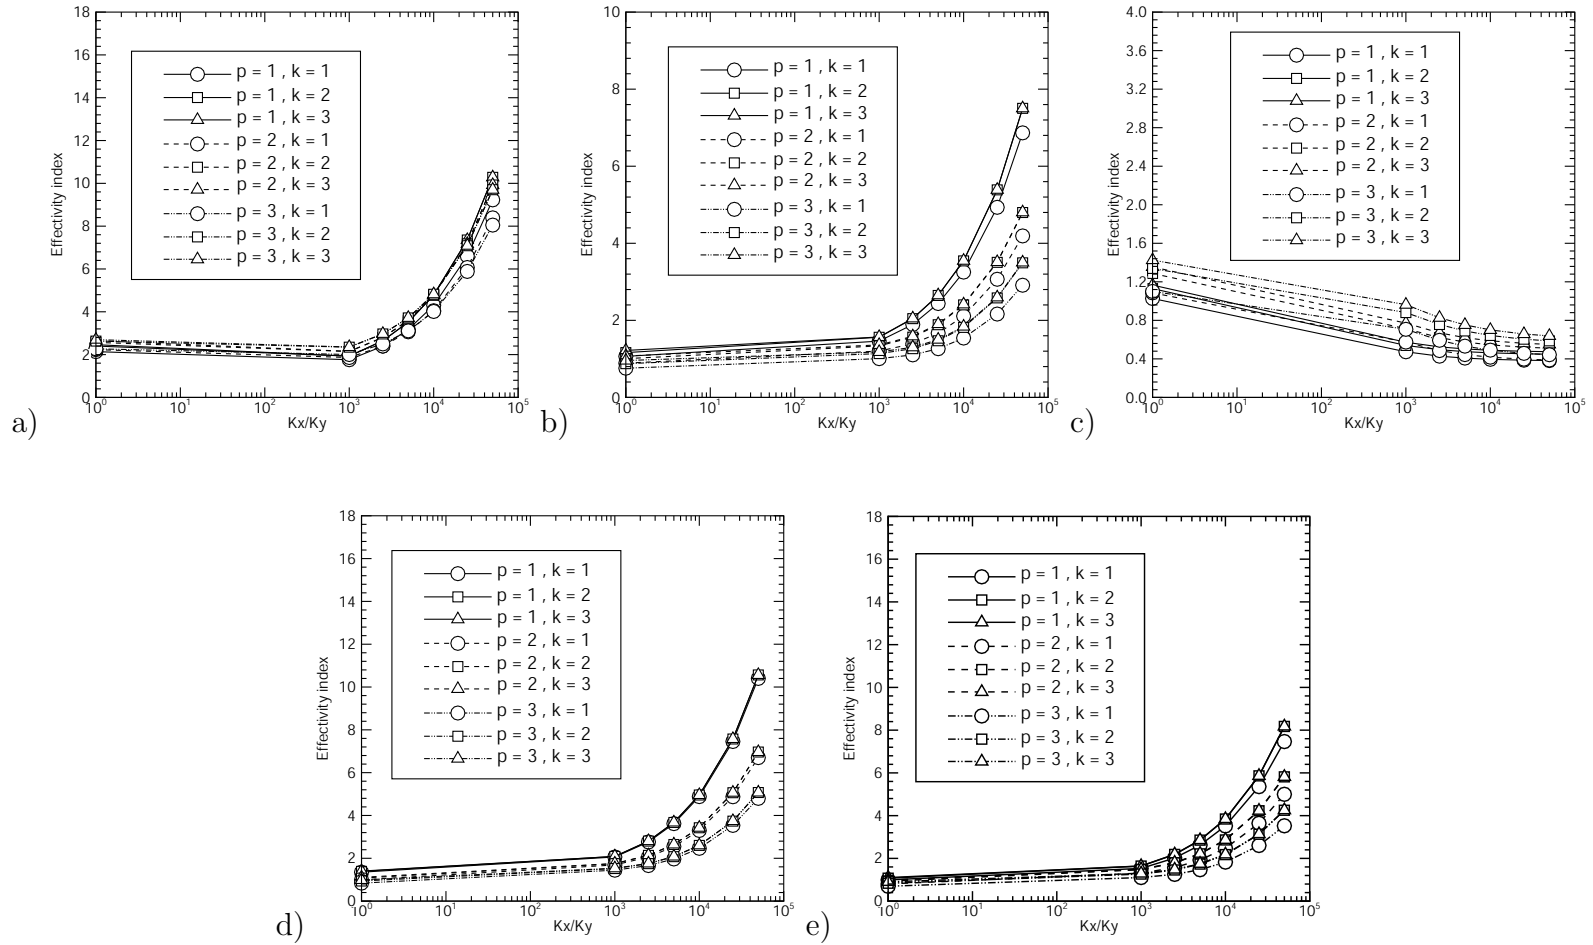 18
16
14
12
10
8
6
4
2
0
Effectivity index
p = 1 , k = 1
p = 1 , k = 2
p = 1 , k = 3
p = 2 , k = 1
p = 2 , k = 2
p = 2 , k = 3
p = 3 , k = 1
p = 3 , k = 2
p = 3 , k = 3
10^0
10^1
10^2
10^3
10^4
10^5
Kx/Ky
a)
10
8
6
4
2
0
Effectivity index
p = 1 , k = 1
p = 1 , k = 2
p = 1 , k = 3
p = 2 , k = 1
p = 2 , k = 2
p = 2 , k = 3
p = 3 , k = 1
p = 3 , k = 2
p = 3 , k = 3
10^0
10^1
10^2
10^3
10^4
10^5
Kx/Ky
b)
4.0
3.6
3.2
2.8
2.4
2.0
1.6
1.2
0.8
0.4
0.0
Effectivity index
p = 1 , k = 1
p = 1 , k = 2
p = 1 , k = 3
p = 2 , k = 1
p = 2 , k = 2
p = 2 , k = 3
p = 3 , k = 1
p = 3 , k = 2
p = 3 , k = 3
10^0
10^1
10^2
10^3
10^4
10^5
Kx/Ky
c)
18
16
14
12
10
8
6
4
2
0
Effectivity index
p = 1 , k = 1
p = 1 , k = 2
p = 1 , k = 3
p = 2 , k = 1
p = 2 , k = 2
p = 2 , k = 3
p = 3 , k = 1
p = 3 , k = 2
p = 3 , k = 3
10^0
10^1
10^2
10^3
10^4
10^5
Kx/Ky
d)
18
16
14
12
10
8
6
4
2
0
Effectivity index
p = 1 , k = 1
p = 1 , k = 2
p = 1 , k = 3
p = 2 , k = 1
p = 2 , k = 2
p = 2 , k = 3
p = 3 , k = 1
p = 3 , k = 2
p = 3 , k = 3
10^0
10^1
10^2
10^3
10^4
10^5
Kx/Ky
e)